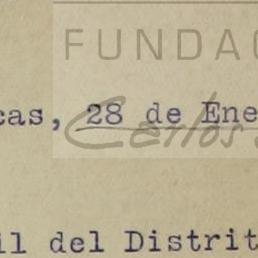 FUNDAC
cas, 28 de Ene
Carlos
il del Distrit